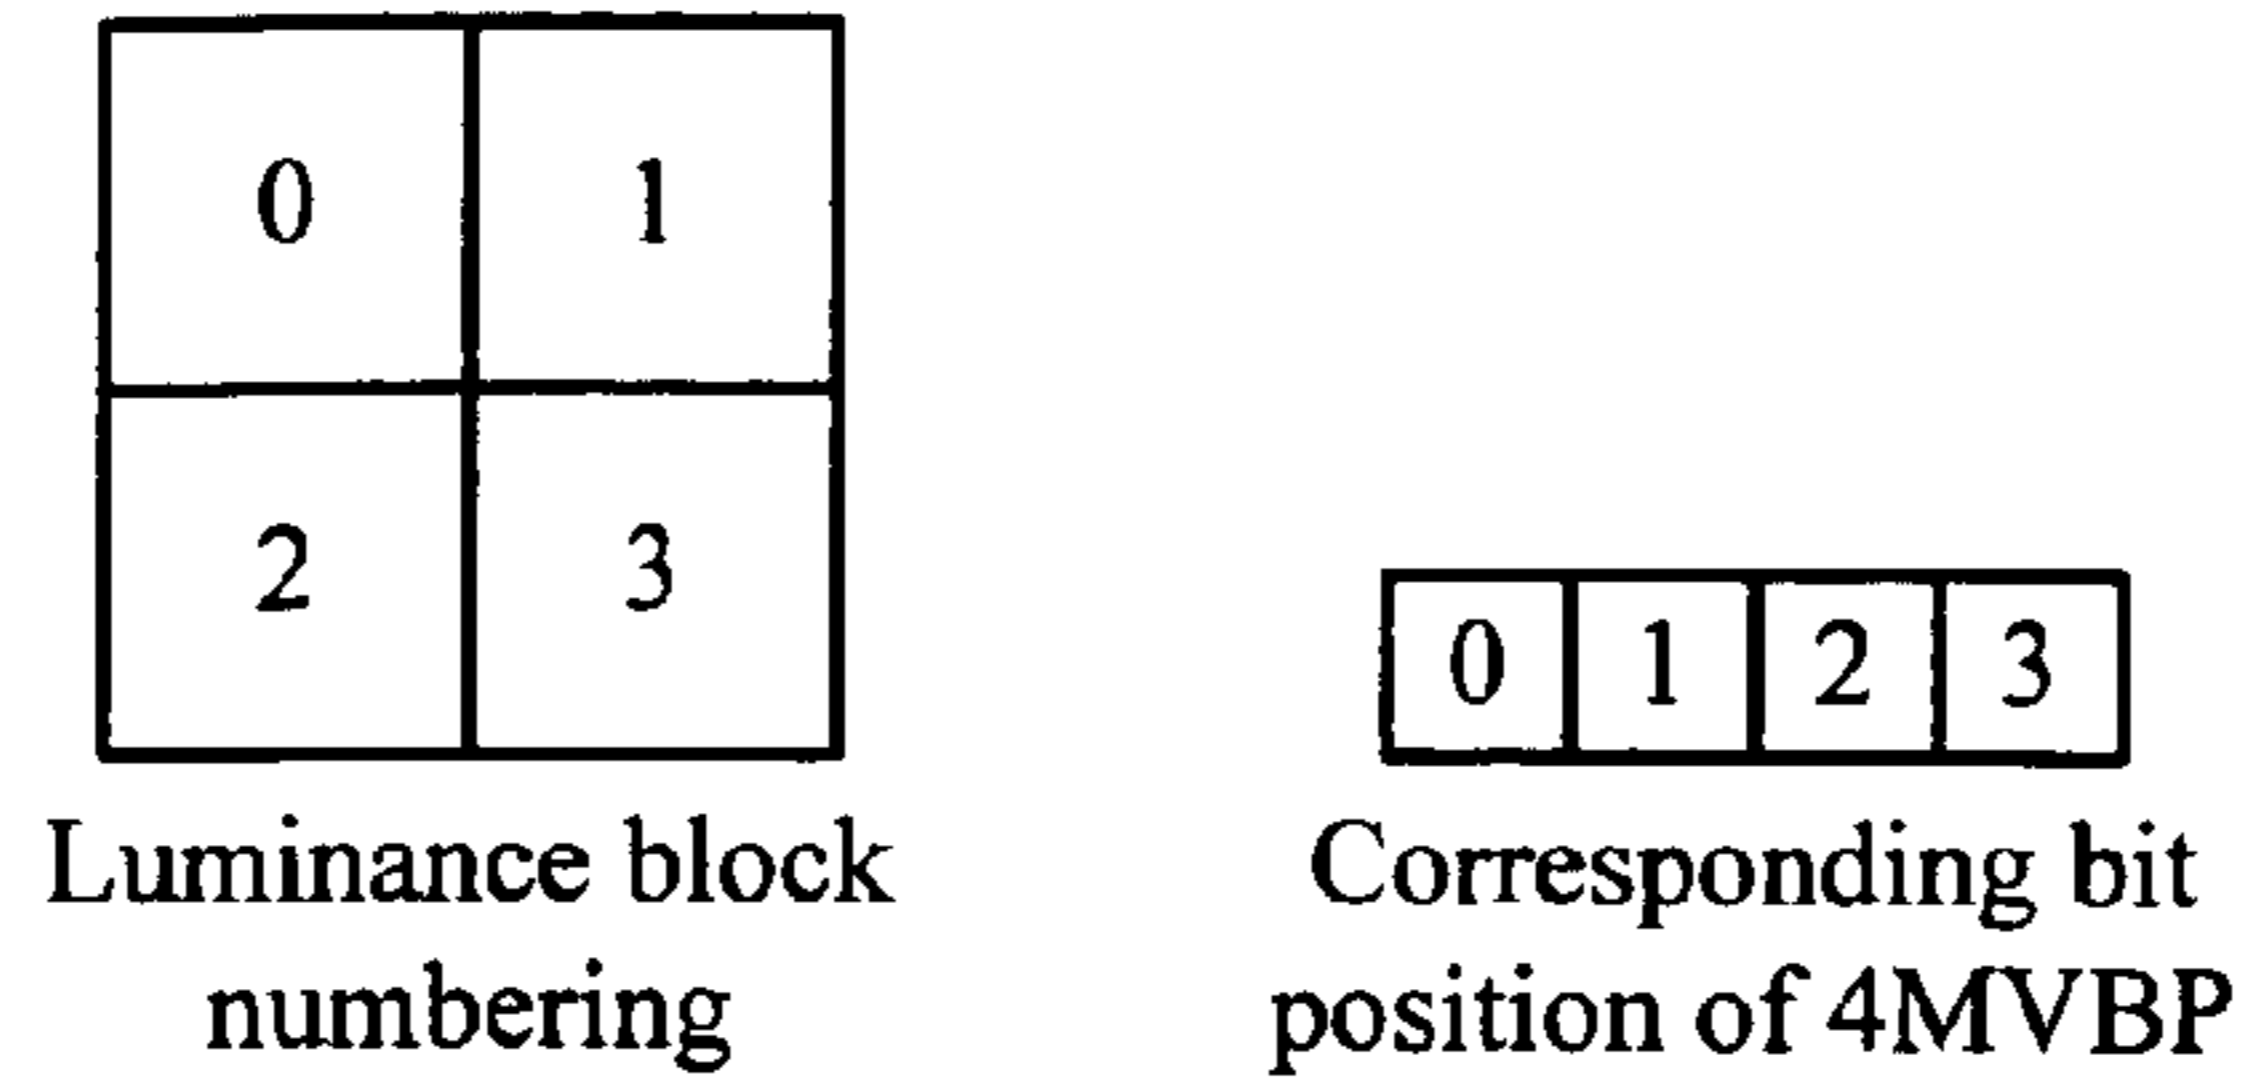 0 1
2 3
0 1 2 3
Luminance block
numbering
Corresponding bit
position of 4MVBP